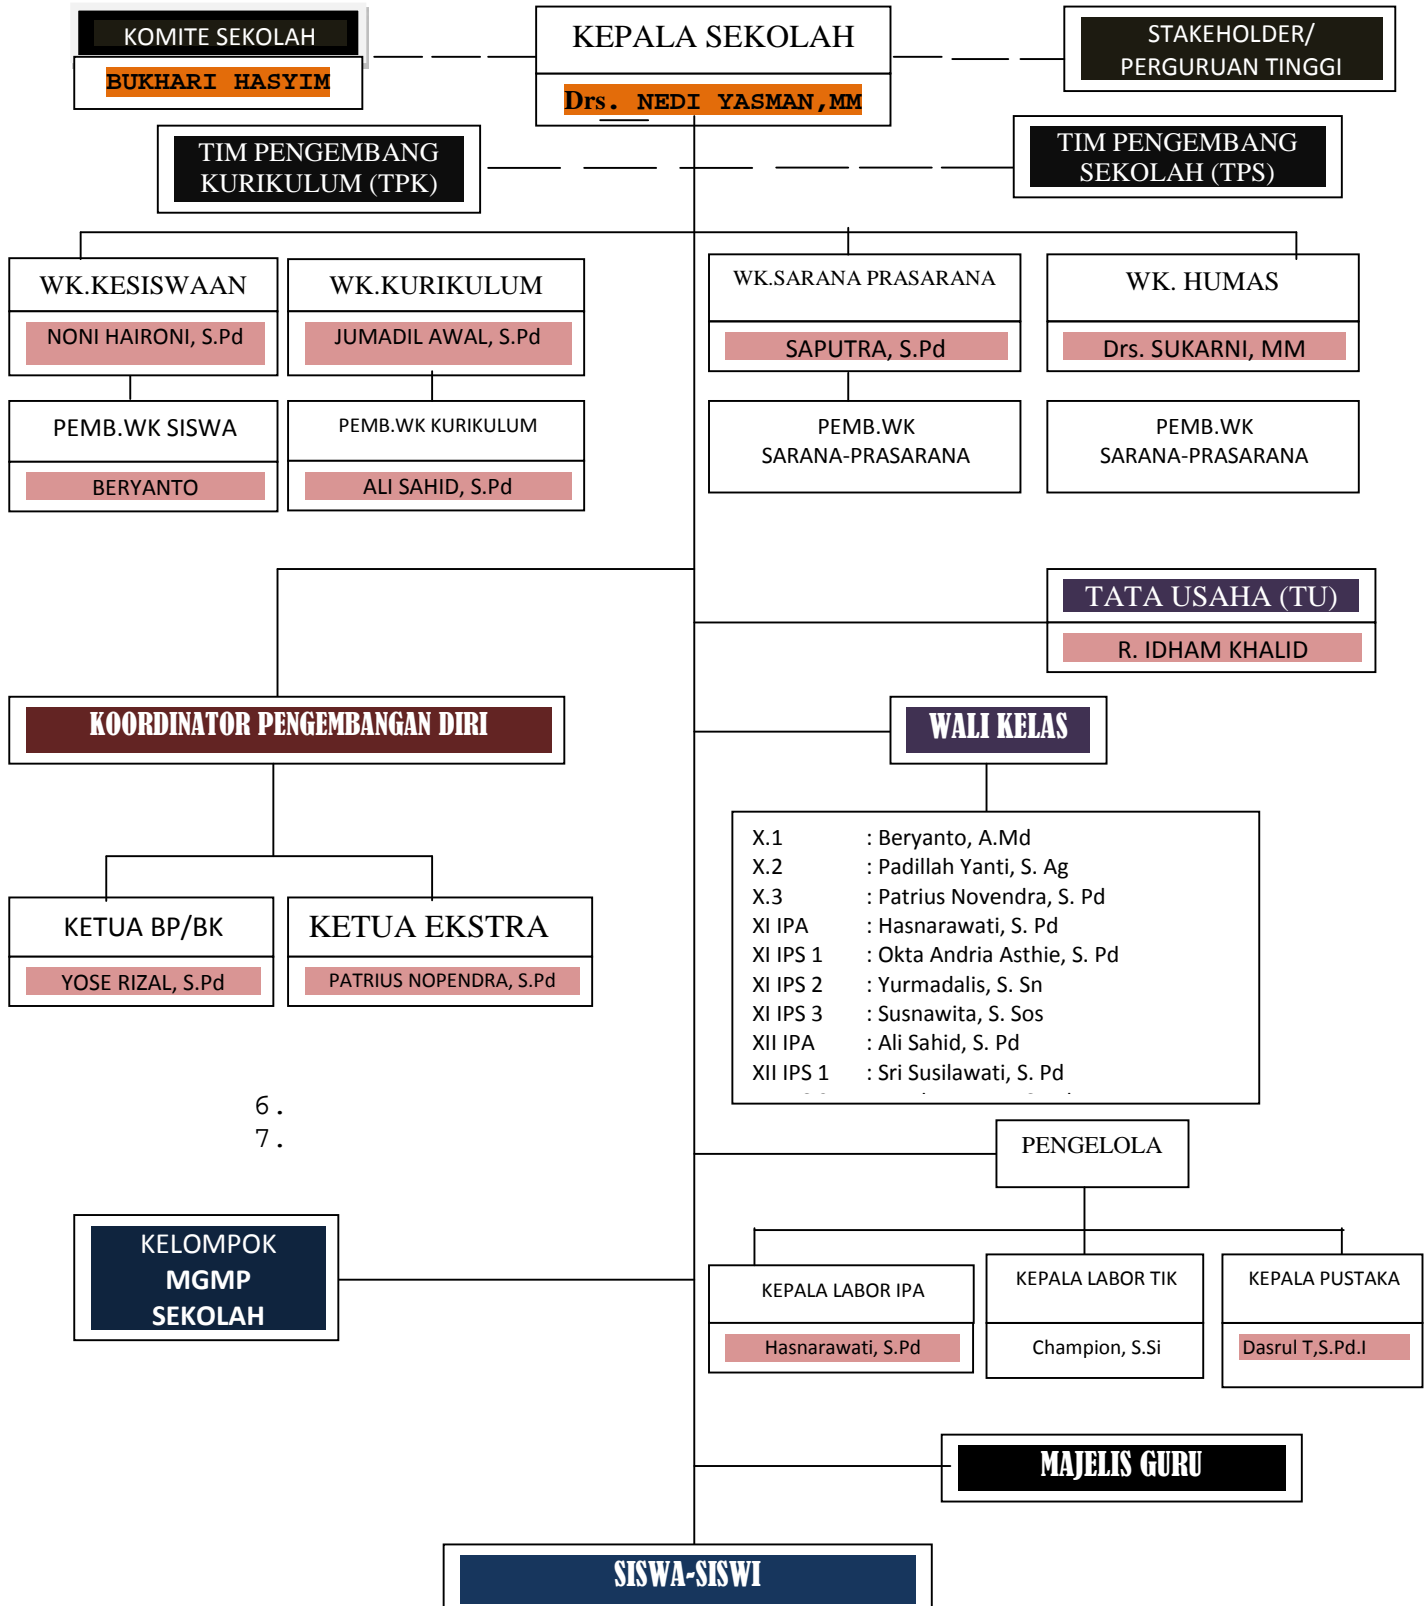 KOMITE SEKOLAH
BUKHARI HASYIM
KEPALA SEKOLAH
Drs. NEDI YASMAN,MM
STAKEHOLDER/
PERGURUAN TINGGI
TIM PENGEMBANG
KURIKULUM (TPK)
TIM PENGEMBANG
SEKOLAH (TPS)
WK.KESISWAAN
NONI HAIRONI, S.Pd
WK.KURIKULUM
JUMADIL AWAL, S.Pd
WK.SARANA PRASARANA
SAPUTRA, S.Pd
WK. HUMAS
Drs. SUKARNI, MM
PEMB.WK SISWA
BERYANTO
PEMB.WK KURIKULUM
ALI SAHID, S.Pd
PEMB.WK
SARANA-PRASARANA
PEMB.WK
SARANA-PRASARANA
TATA USAHA (TU)
R. IDHAM KHALID
KOORDINATOR PENGEMBANGAN DIRI
WALI KELAS
X.1 : Beryanto, A.Md
X.2 : Padillah Yanti, S. Ag
X.3 : Patrius Novendra, S. Pd
XI IPA : Hasnarawati, S. Pd
XI IPS 1 : Okta Andria Asthie, S. Pd
XI IPS 2 : Yurmadalis, S. Sn
XI IPS 3 : Susnawita, S. Sos
XII IPA : Ali Sahid, S. Pd
XII IPS 1 : Sri Susilawati, S. Pd
KETUA BP/BK
YOSE RIZAL, S.Pd
KETUA EKSTRA
PATRIUS NOPENDRA, S.Pd
6.
7.
PENGELOLA
KELOMPOK
MGMP
SEKOLAH
KEPALA LABOR IPA
Hasnarawati, S.Pd
KEPALA LABOR TIK
Champion, S.Si
KEPALA PUSTAKA
Dasrul T,S.Pd.I
MAJELIS GURU
SISWA-SISWI